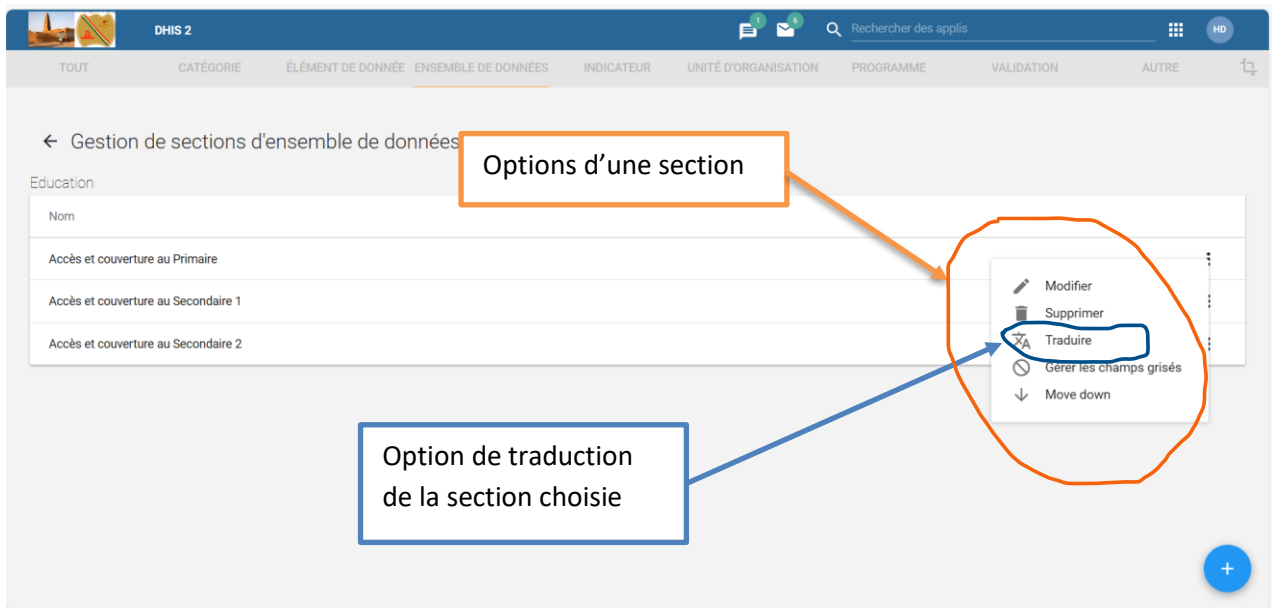 DHIS 2
1
6
Rechercher des applis
HD
TOUT CATÉGORIE ÉLÉMENT DE DONNÉE ENSEMBLE DE DONNÉES INDICATEUR UNITÉ D'ORGANISATION PROGRAMME VALIDATION AUTRE
Gestion de sections d'ensemble de données
Options d’une section
Education
Nom
Accès et couverture au Primaire
Accès et couverture au Secondaire 1
Accès et couverture au Secondaire 2
Modifier
Supprimer
Traduire
Gérer les champs grisés
Move down
Option de traduction
de la section choisie